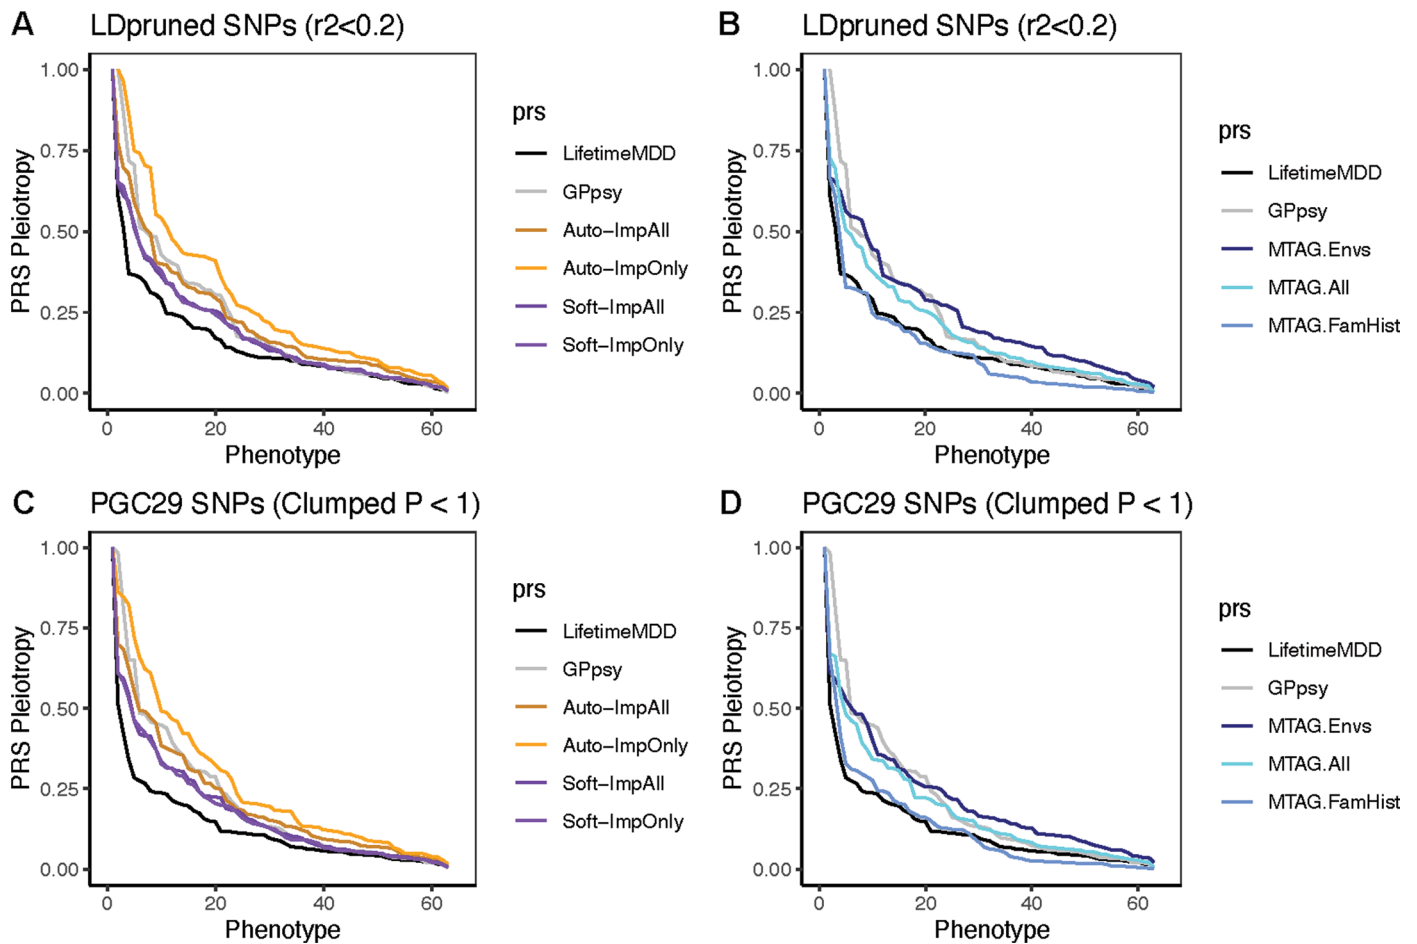 A LDpruned SNPs (r2<0.2)
1.00
0.75
0.50
0.25
0.00
PRS Pleiotropy
0 20 40 60
Phenotype
prs
LifetimeMDD
GPpsy
Auto−ImpAll
Auto−ImpOnly
Soft−ImpAll
Soft−ImpOnly
B LDpruned SNPs (r2<0.2)
1.00
0.75
0.50
0.25
0.00
PRS Pleiotropy
0 20 40 60
Phenotype
prs
LifetimeMDD
GPpsy
MTAG.Envs
MTAG.All
MTAG.FamHist
C PGC29 SNPs (Clumped P < 1)
1.00
0.75
0.50
0.25
0.00
PRS Pleiotropy
0 20 40 60
Phenotype
prs
LifetimeMDD
GPpsy
Auto−ImpAll
Auto−ImpOnly
Soft−ImpAll
Soft−ImpOnly
D PGC29 SNPs (Clumped P < 1)
1.00
0.75
0.50
0.25
0.00
PRS Pleiotropy
0 20 40 60
Phenotype
prs
LifetimeMDD
GPpsy
MTAG.Envs
MTAG.All
MTAG.FamHist